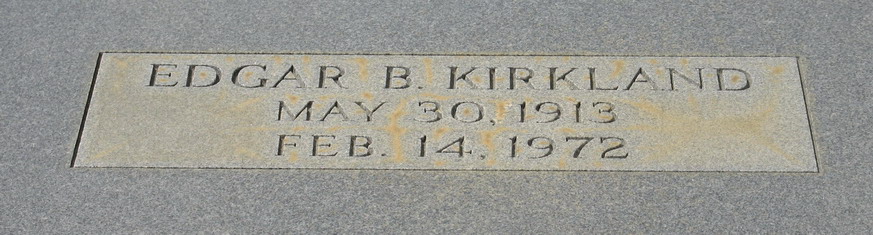 EDGAR B. KIRKLAND
MAY 30, 1913
FEB. 14, 1972